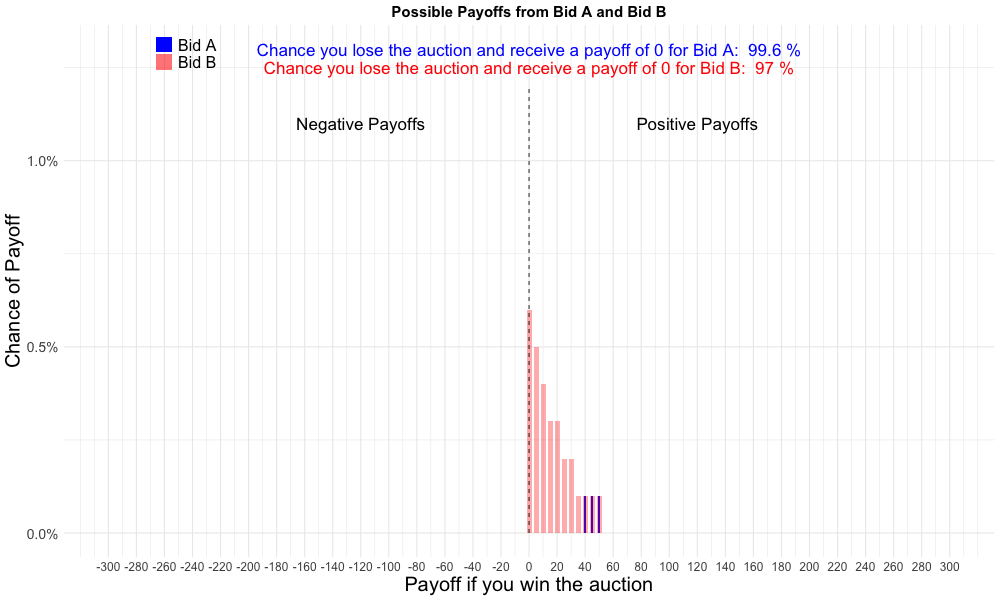 Possible Payoffs from Bid A and Bid B
Bid A
Bid B
Chance you lose the auction and receive a payoff of 0 for Bid A:  99.6 %
Chance you lose the auction and receive a payoff of 0 for Bid B:  97 %
Negative Payoffs
Positive Payoffs
Chance of Payoff
1.0%
0.5%
0.0%
-300 -280 -260 -240 -220 -200 -180 -160 -140 -120 -100 -80 -60 -40 -20 0 20 40 60 80 100 120 140 160 180 200 220 240 260 280 300
Payoff if you win the auction